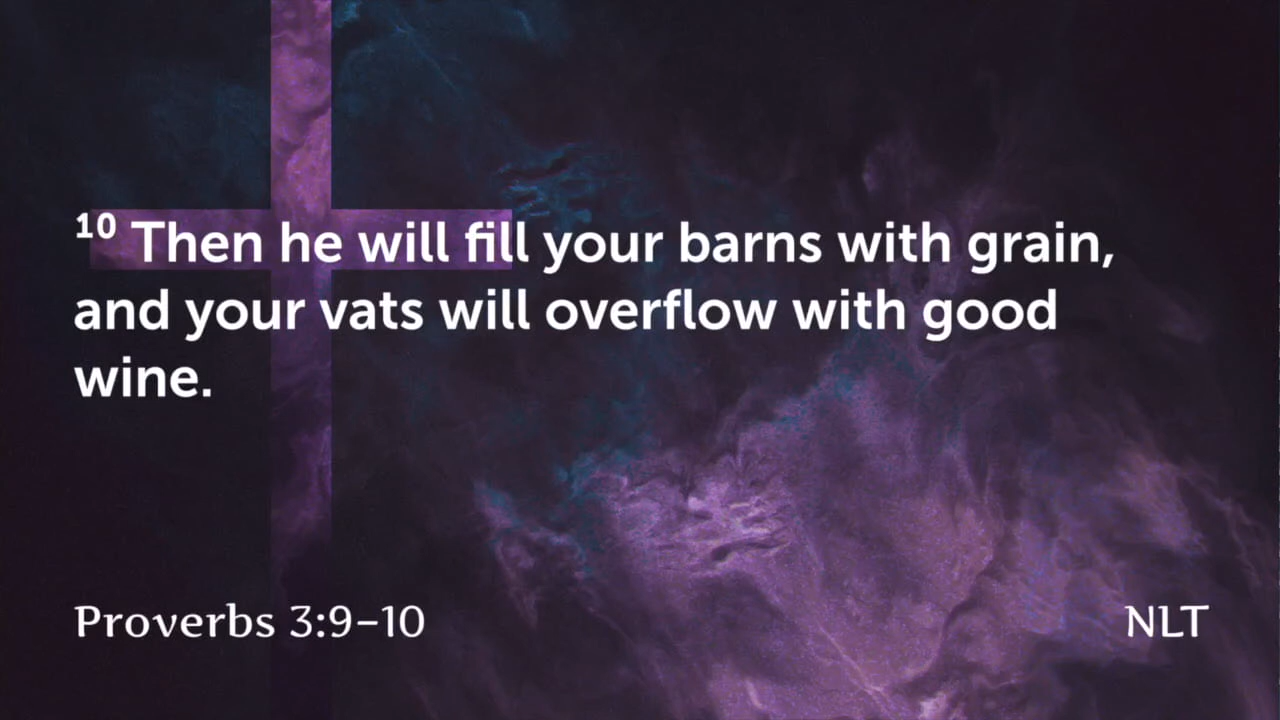 10 Then he will fill your barns with grain,
and your vats will overflow with good
wine.
Proverbs 3:9–10
NLT